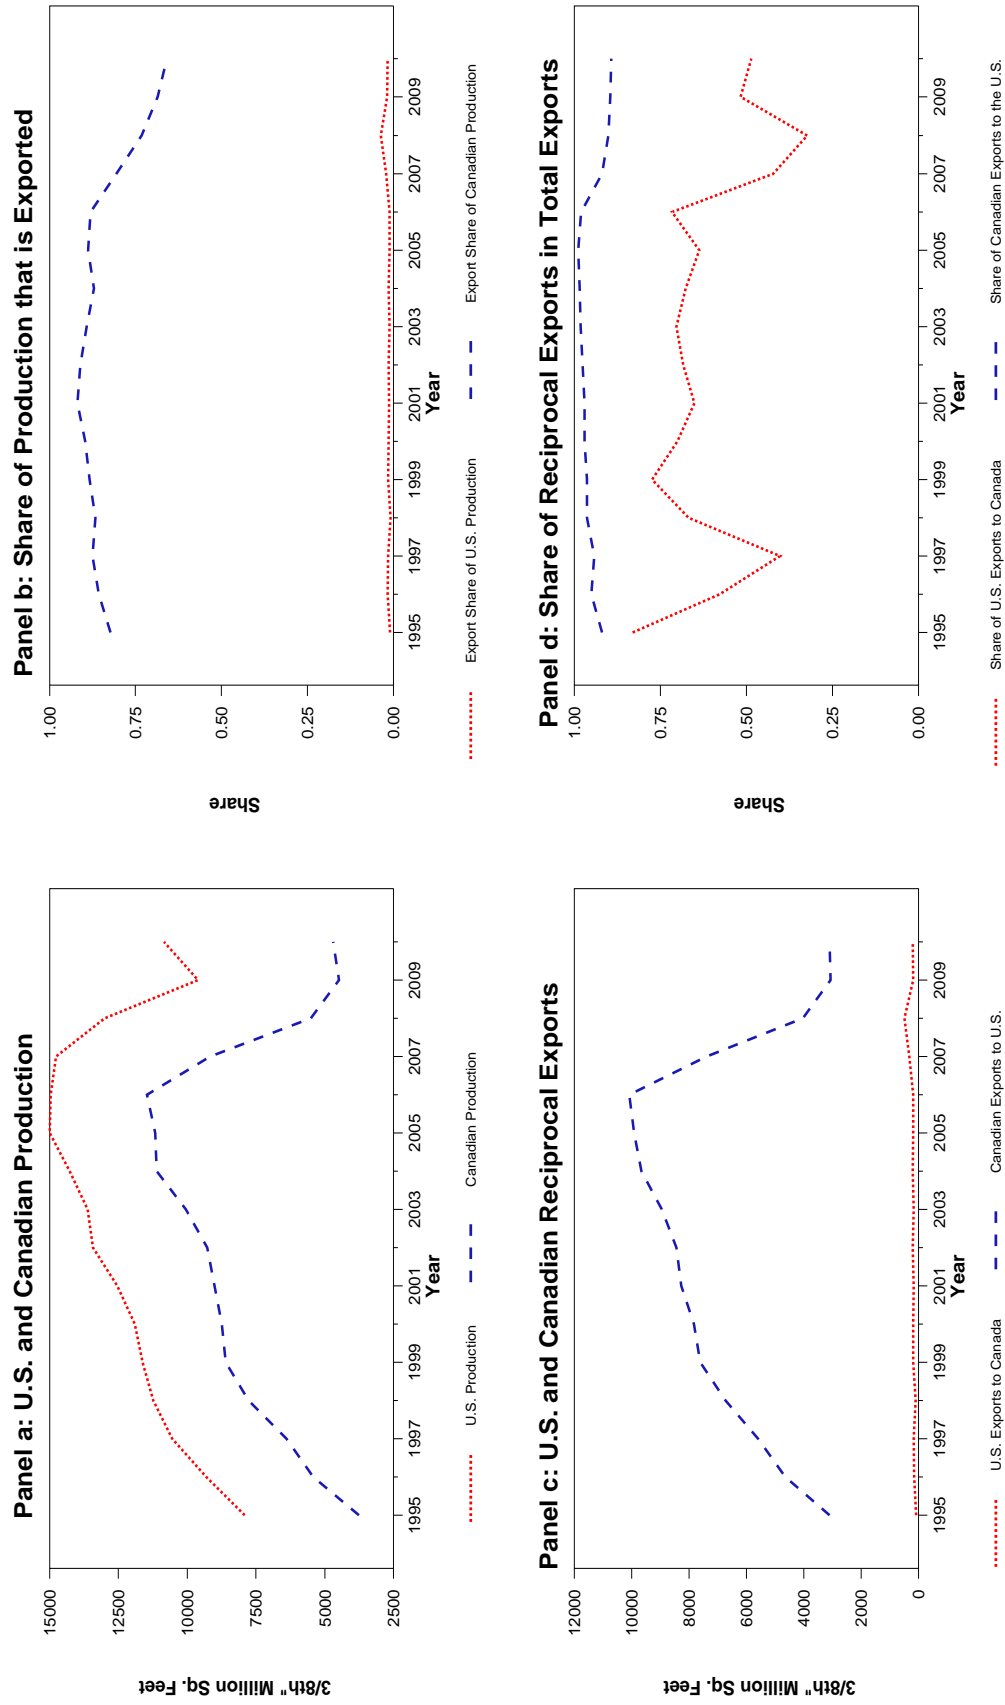 Panel a: U.S. and Canadian Production
3/8th" Million Sq. Feet
15000
12500
10000
7500
5000
2500
1995 1997 1999 2001 2003 2005 2007 2009
Year
U.S. Production Canadian Production
Panel b: Share of Production that is Exported
Share
1.00
0.75
0.50
0.25
0.00
1995 1997 1999 2001 2003 2005 2007 2009
Year
Export Share of U.S. Production Export Share of Canadian Production
Panel c: U.S. and Canadian Reciprocal Exports
3/8th" Million Sq. Feet
12000
10000
8000
6000
4000
2000
0
1995 1997 1999 2001 2003 2005 2007 2009
Year
U.S. Exports to Canada Canadian Exports to U.S.
Panel d: Share of Reciprocal Exports in Total Exports
Share
1.00
0.75
0.50
0.25
0.00
1995 1997 1999 2001 2003 2005 2007 2009
Year
Share of U.S. Exports to Canada Share of Canadian Exports to the U.S.